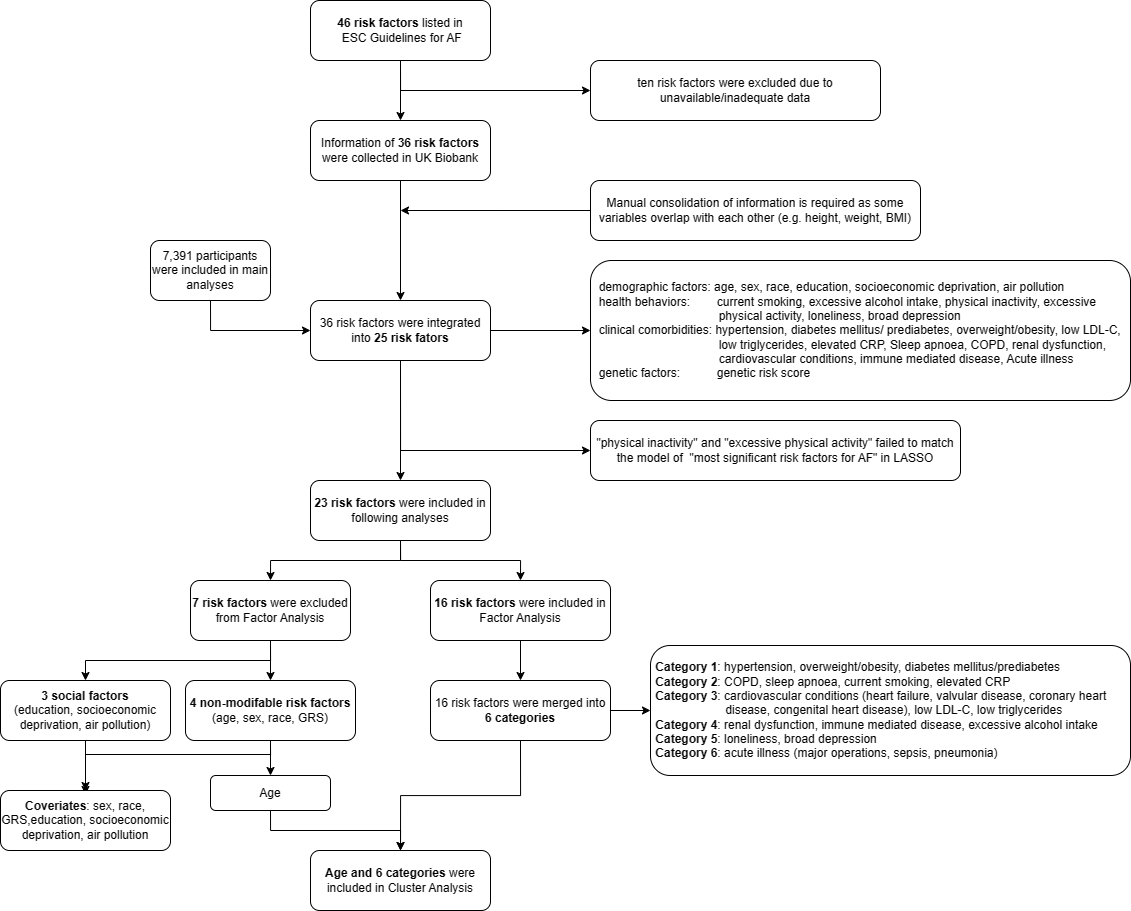 46 risk factors listed in
ESC Guidelines for AF
ten risk factors were excluded due to
unavailable/inadequate data
Information of 36 risk factors
were collected in UK Biobank
Manual consolidation of information is required as some
variables overlap with each other (e.g. height, weight, BMI)
7,391 participants
were included in main
analyses
36 risk factors were integrated
into 25 risk fators
demographic factors: age, sex, race, education, socioeconomic deprivation, air pollution
health behaviors: current smoking, excessive alcohol intake, physical inactivity, excessive
physical activity, loneliness, broad depression
clinical comorbidities: hypertension, diabetes mellitus/ prediabetes, overweight/obesity, low LDL-C,
low triglycerides, elevated CRP, Sleep apnoea, COPD, renal dysfunction,
cardiovascular conditions, immune mediated disease, Acute illness
genetic factors: genetic risk score
"physical inactivity" and "excessive physical activity" failed to match
the model of "most significant risk factors for AF" in LASSO
23 risk factors were included in
following analyses
7 risk factors were excluded
from Factor Analysis
16 risk factors were included in
Factor Analysis
3 social factors
(education, socioeconomic
deprivation, air pollution)
4 non-modifable risk factors
(age, sex, race, GRS)
16 risk factors were merged into
6 categories
Category 1: hypertension, overweight/obesity, diabetes mellitus/prediabetes
Category 2: COPD, sleep apnoea, current smoking, elevated CRP
Category 3: cardiovascular conditions (heart failure, valvular disease, coronary heart
disease, congenital heart disease), low LDL-C, low triglycerides
Category 4: renal dysfunction, immune mediated disease, excessive alcohol intake
Category 5: loneliness, broad depression
Category 6: acute illness (major operations, sepsis, pneumonia)
Coveriates: sex, race,
GRS,education, socioeconomic
deprivation, air pollution
Age
Age and 6 categories were
included in Cluster Analysis